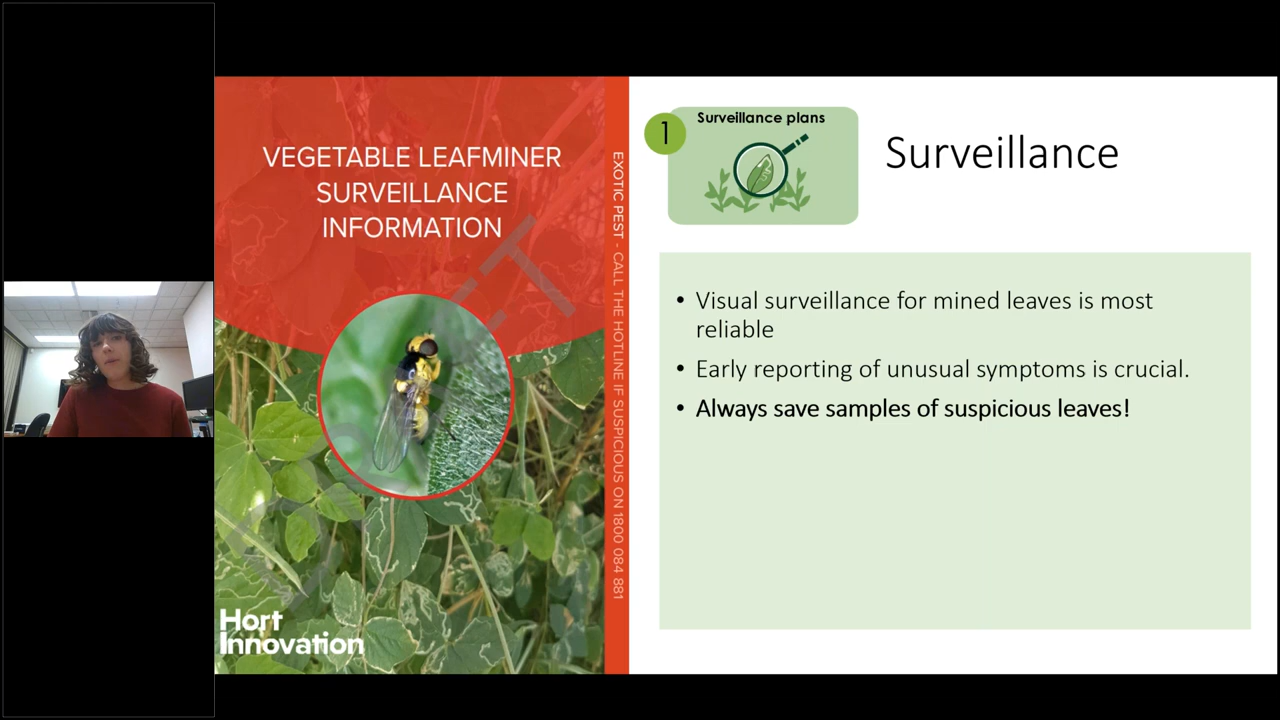 VEGETABLE LEAFMINER
SURVEILLANCE
INFORMATION
EXOTIC PEST - CALL THE HOTLINE IF SUSPICIOUS ON 1800 084 881
DRAFT
Hort
Innovation
1
Surveillance plans
Surveillance
• Visual surveillance for mined leaves is most
reliable
• Early reporting of unusual symptoms is crucial.
• Always save samples of suspicious leaves!